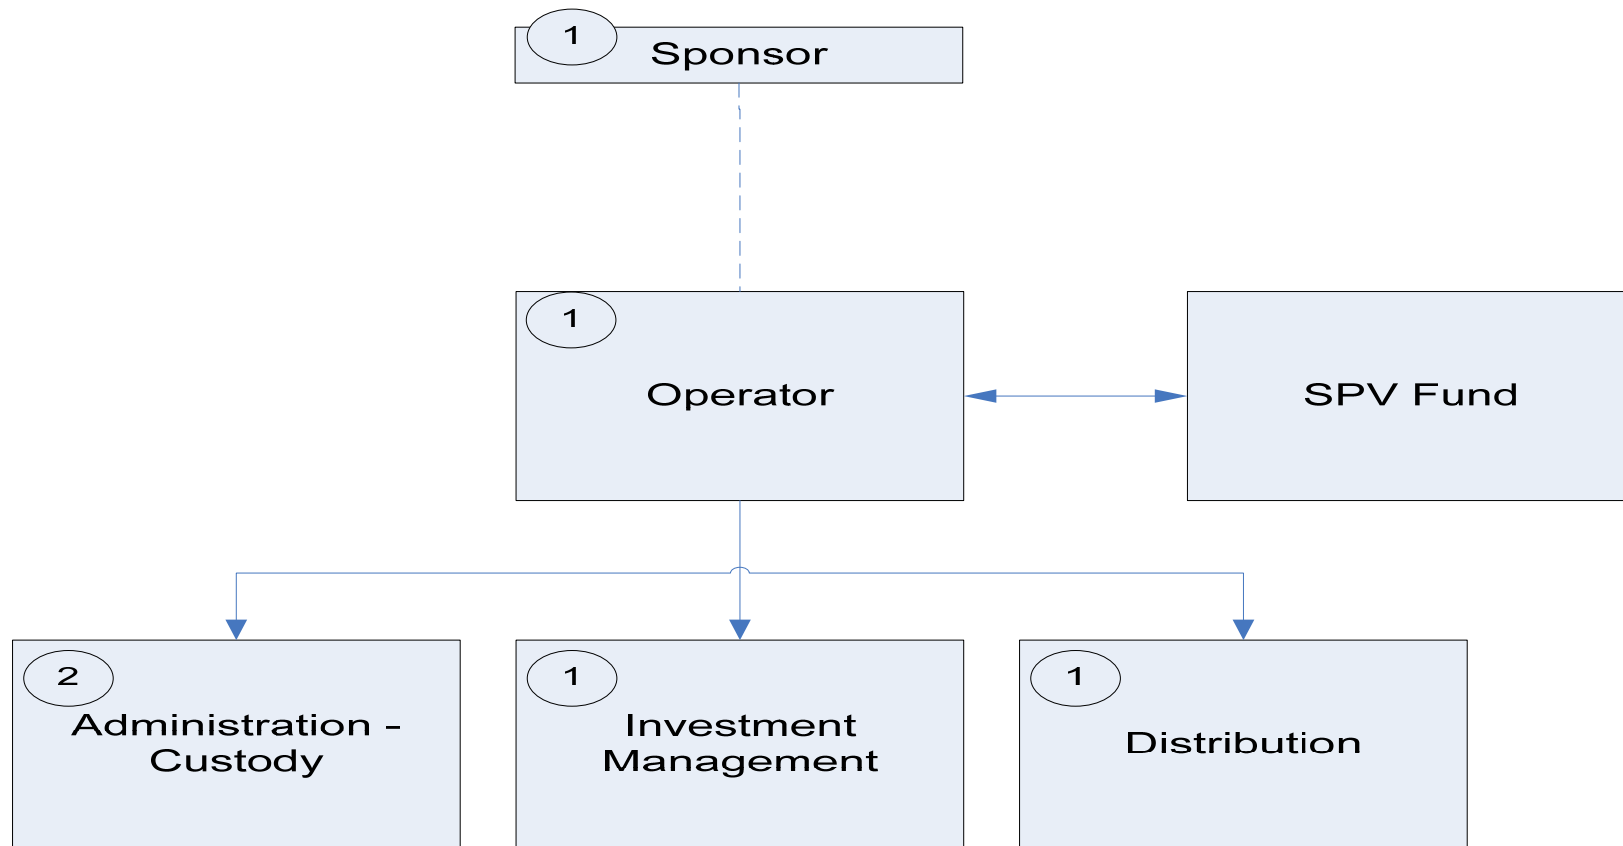 1
Sponsor
1
Operator
SPV Fund
2
Administration -
Custody
1
Investment
Management
1
Distribution